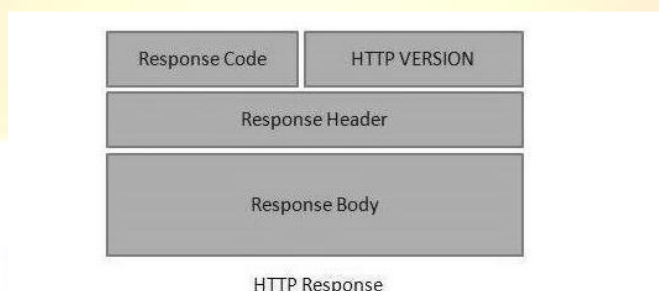 Response Code HTTP VERSION
Response Header
Response Body
HTTP Response